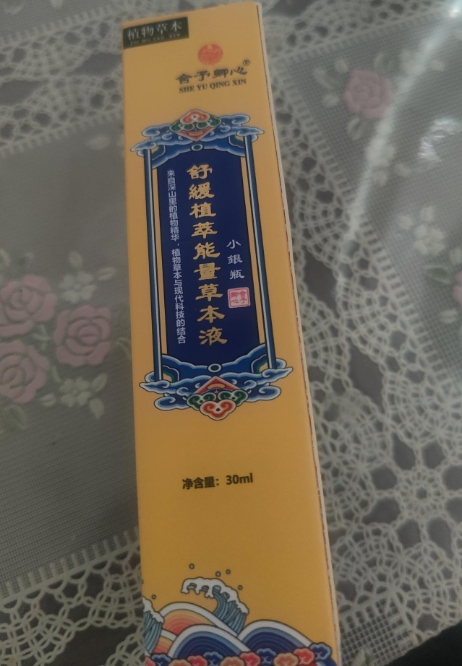 植物草本
舍予卿心®
SHE YU QING XIN
舒緩植萃能量草本液
小銀瓶
来自深山里的植物精华，植物草本与现代科技的结合
净含量：30ml